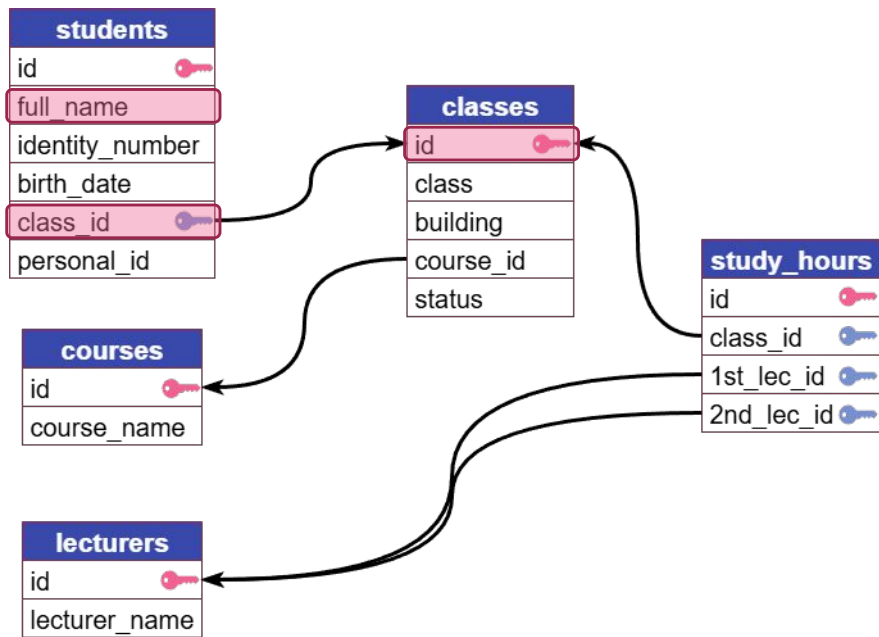 students
id
full_name
identity_number
birth_date
class_id
personal_id
classes
id
class
building
course_id
status
study_hours
id
class_id
1st_lec_id
2nd_lec_id
courses
id
course_name
lecturers
id
lecturer_name